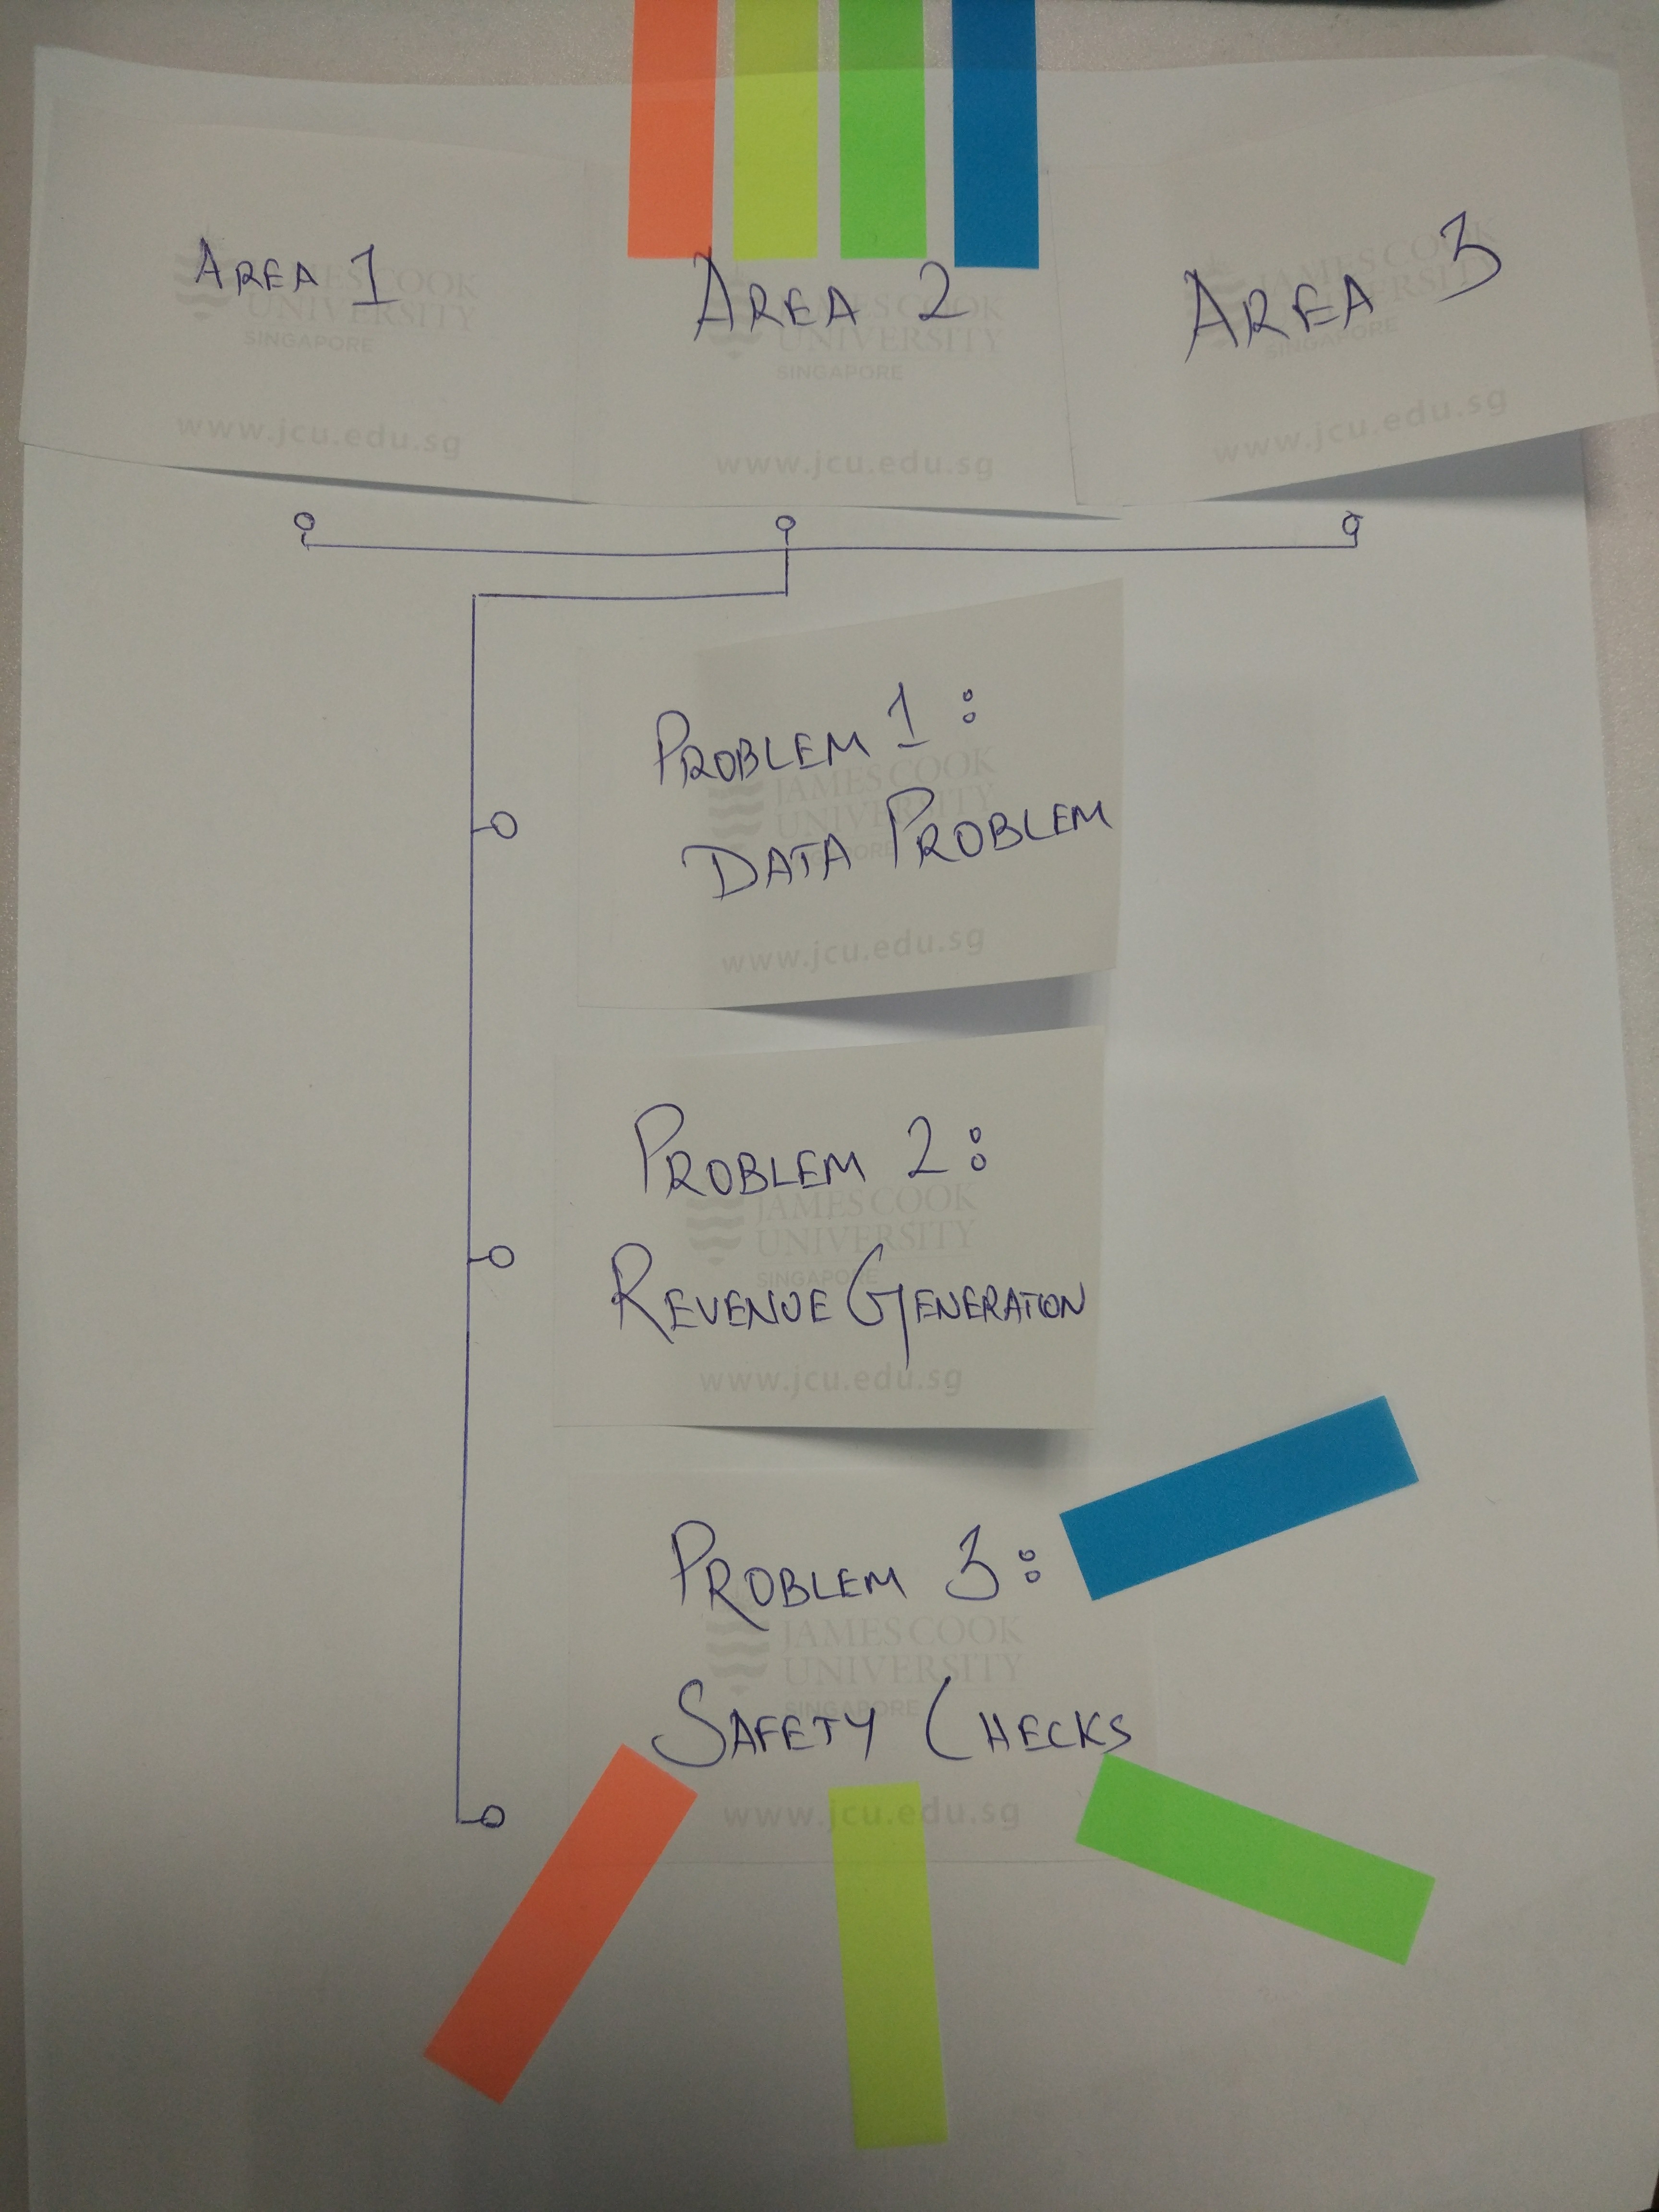 AREA 1
JAMES COOK
UNIVERSITY
SINGAPORE
www.jcu.edu.sg
AREA 2
JAMES COOK
UNIVERSITY
SINGAPORE
www.jcu.edu.sg
AREA 3
JAMES COOK
UNIVERSITY
SINGAPORE
www.jcu.edu.sg
PROBLEM 1:
JAMES COOK
UNIVERSITY
SINGAPORE
DATA PROBLEM
www.jcu.edu.sg
PROBLEM 2:
JAMES COOK
UNIVERSITY
SINGAPORE
REVENUE GENERATION
www.jcu.edu.sg
PROBLEM 3:
JAMES COOK
UNIVERSITY
SINGAPORE
SAFETY CHECKS
www.jcu.edu.sg